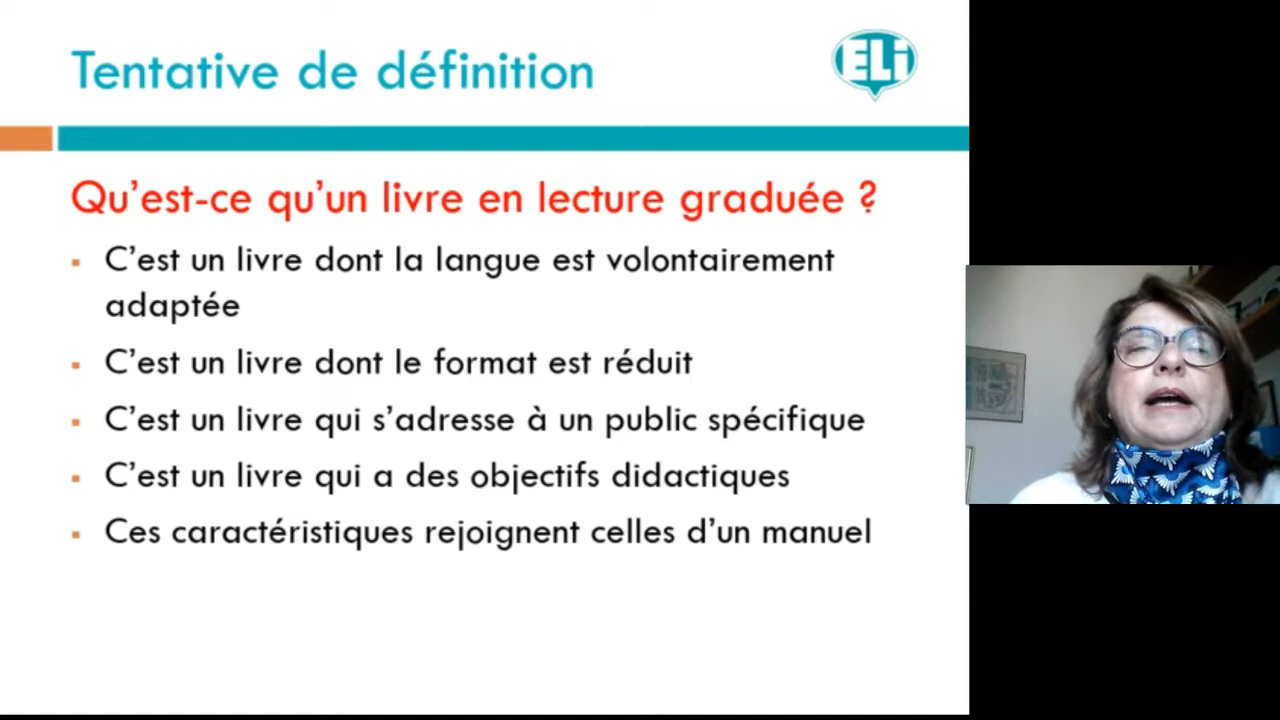 Tentative de définition
ELi
Qu'est-ce qu'un livre en lecture graduée ?
▪ C'est un livre dont la langue est volontairement
adaptée
▪ C'est un livre dont le format est réduit
▪ C'est un livre qui s'adresse à un public spécifique
▪ C'est un livre qui a des objectifs didactiques
▪ Ces caractéristiques rejoignent celles d'un manuel